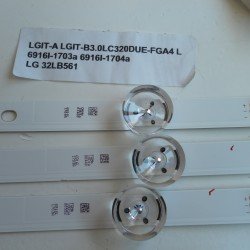 LGIT-A LGIT-B3.0LC320DUE-FGA4 L
6916l-1703a 6916l-1704a
LG 32LB561